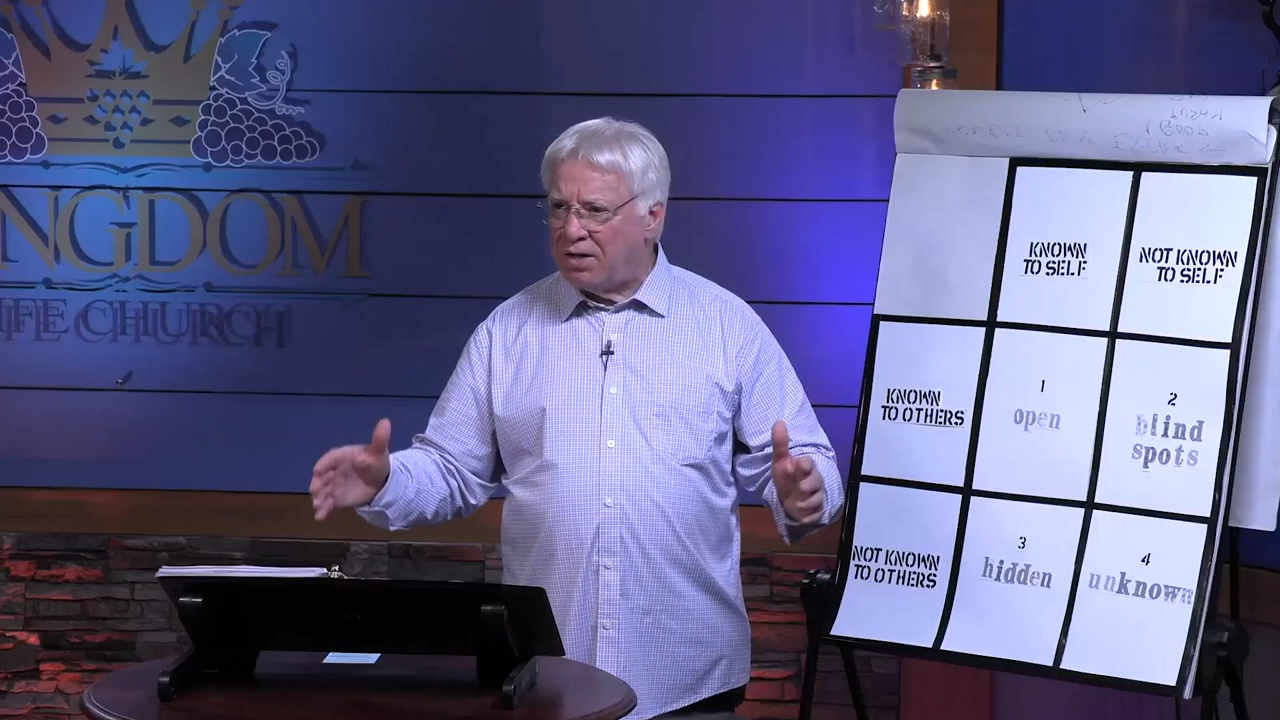 NGDOM
IFE CHURCH
GOOD
KNOWN
TO SELF
NOT KNOWN
TO SELF
KNOWN
TO OTHERS
1
open
2
blind
spots
NOT KNOWN
TO OTHERS
3
hidden
4
unknown